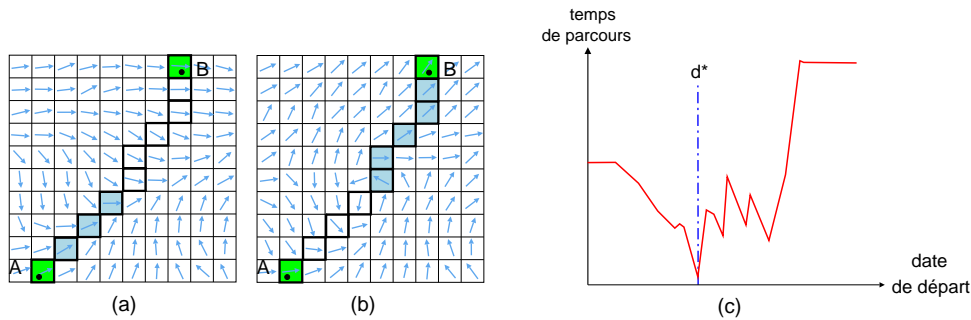 temps
de parcours
d*
B
B
A
A
date
de départ
(a)
(b)
(c)